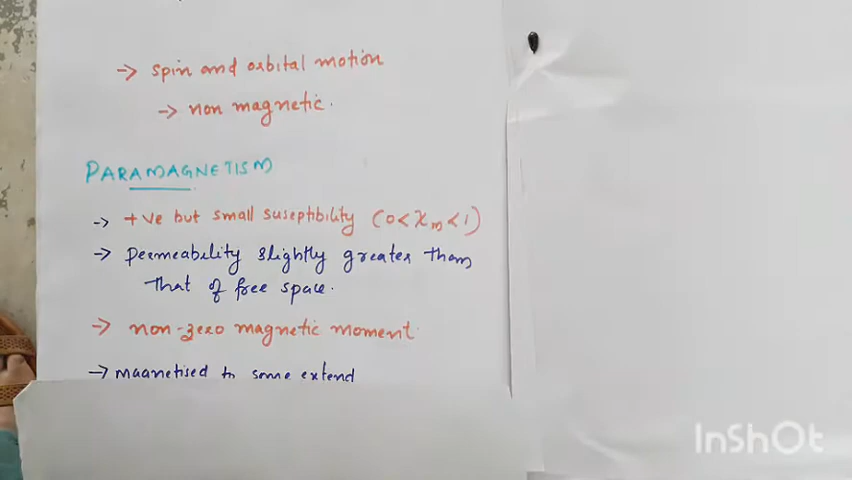 → spin and orbital motion
→ non magnetic.
PARAMAGNETISM
→ +ve but small suseptibility (0<χm<1)
→ permeability slightly greater than
that of free space.
→ non-zero magnetic moment
→ magnetised to some extend
InShOt